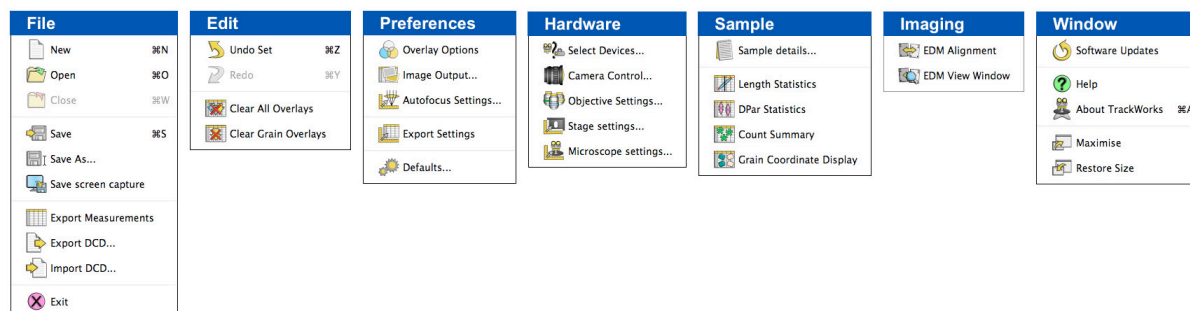 File
New ⌘N
Open ⌘O
Close ⌘W
Save ⌘S
Save As...
Save screen capture
Export Measurements
Export DCD...
Import DCD...
Exit
Edit
Undo Set ⌘Z
Redo ⌘Y
Clear All Overlays
Clear Grain Overlays
Preferences
Overlay Options
Image Output...
Autofocus Settings...
Export Settings
Defaults...
Hardware
Select Devices...
Camera Control...
Objective Settings...
Stage settings...
Microscope settings...
Sample
Sample details...
Length Statistics
DPar Statistics
Count Summary
Grain Coordinate Display
Imaging
EDM Alignment
EDM View Window
Window
Software Updates
Help
About TrackWorks ⌘A
Maximise
Restore Size